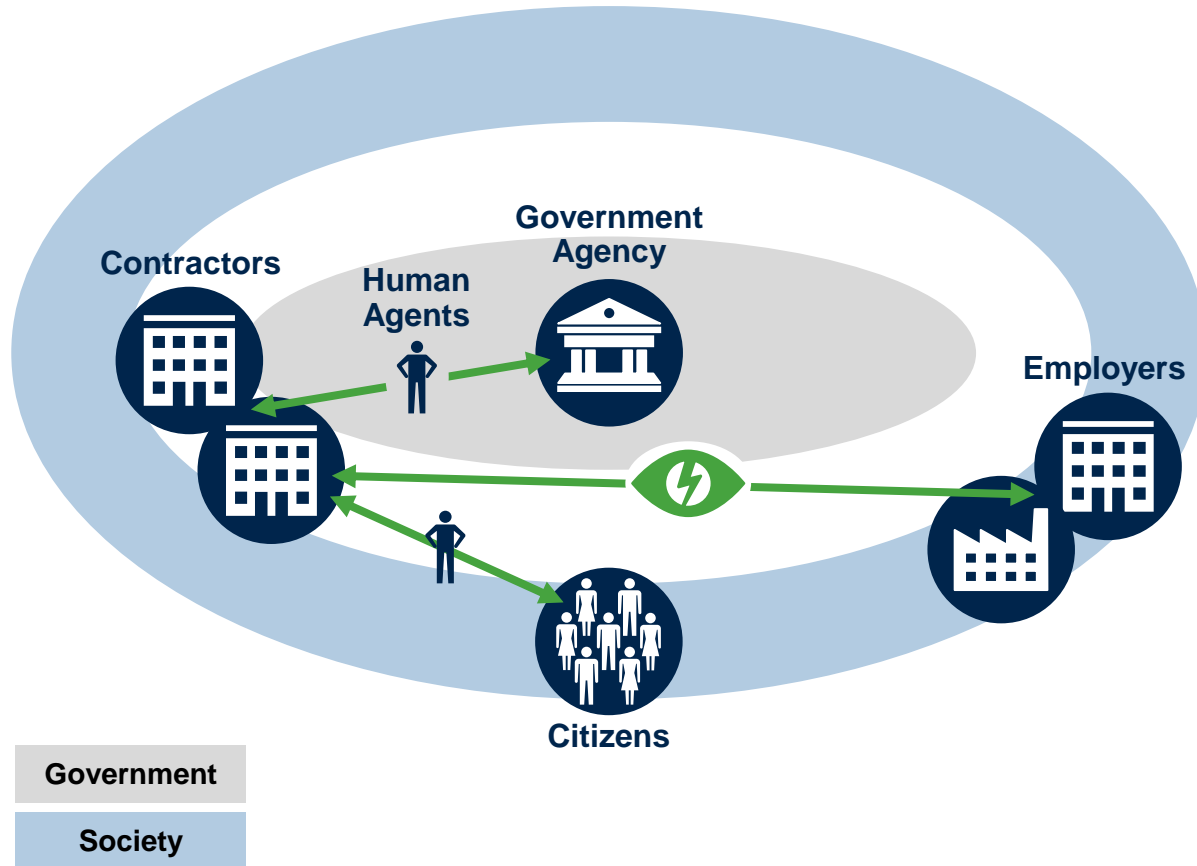 Government
Agency
Contractors
Human
Agents
Employers
Citizens
Government
Society